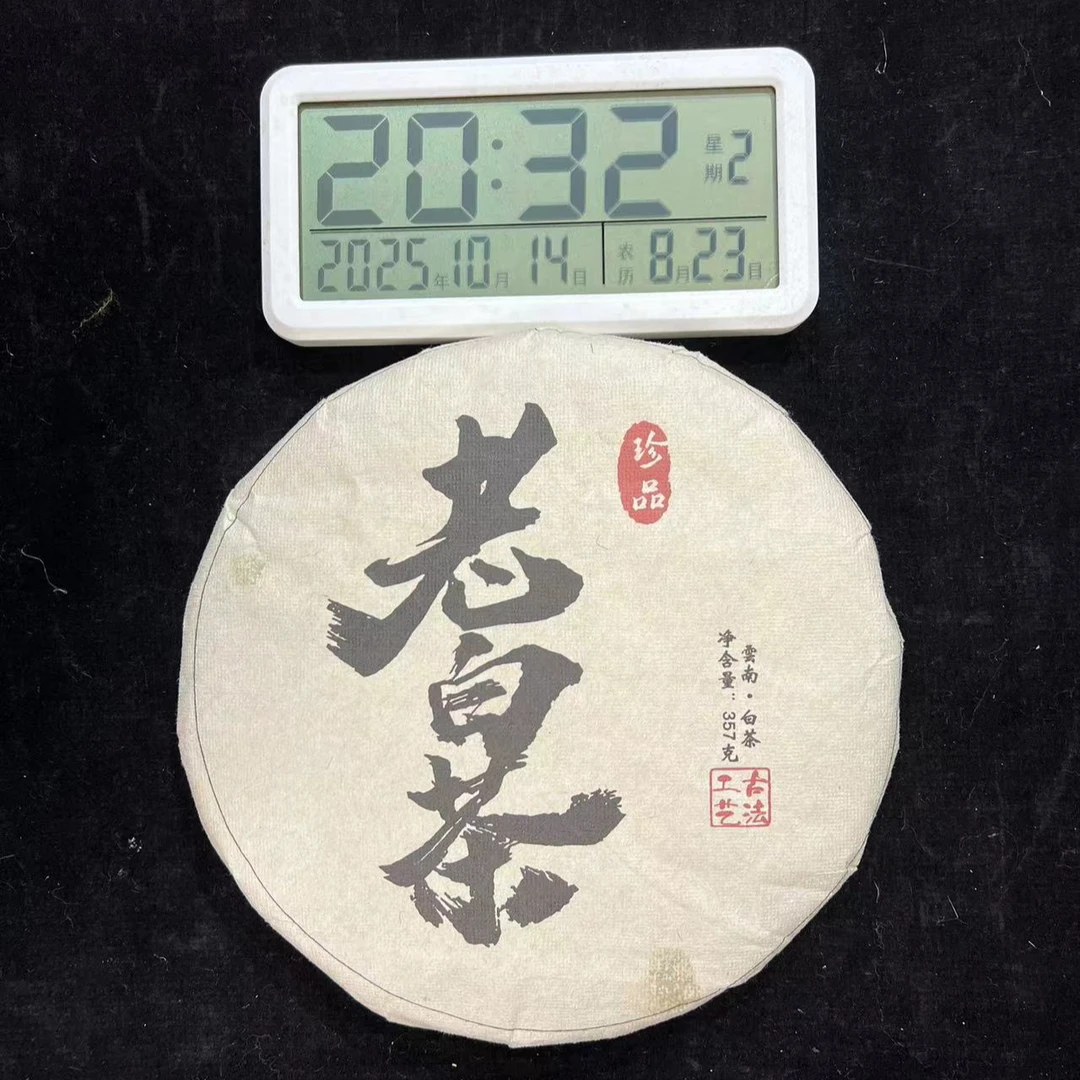 20:32
星期2
2025年10月14日
农历8月23日
老白茶
珍品
雲南·白茶
净含量：357克
古法工艺